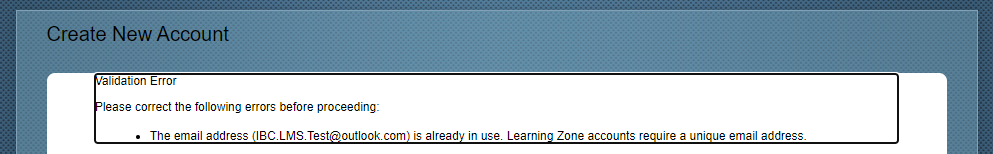 Create New Account
Validation Error
Please correct the following errors before proceeding:
• The email address (IBC.LMS.Test@outlook.com) is already in use. Learning Zone accounts require a unique email address.